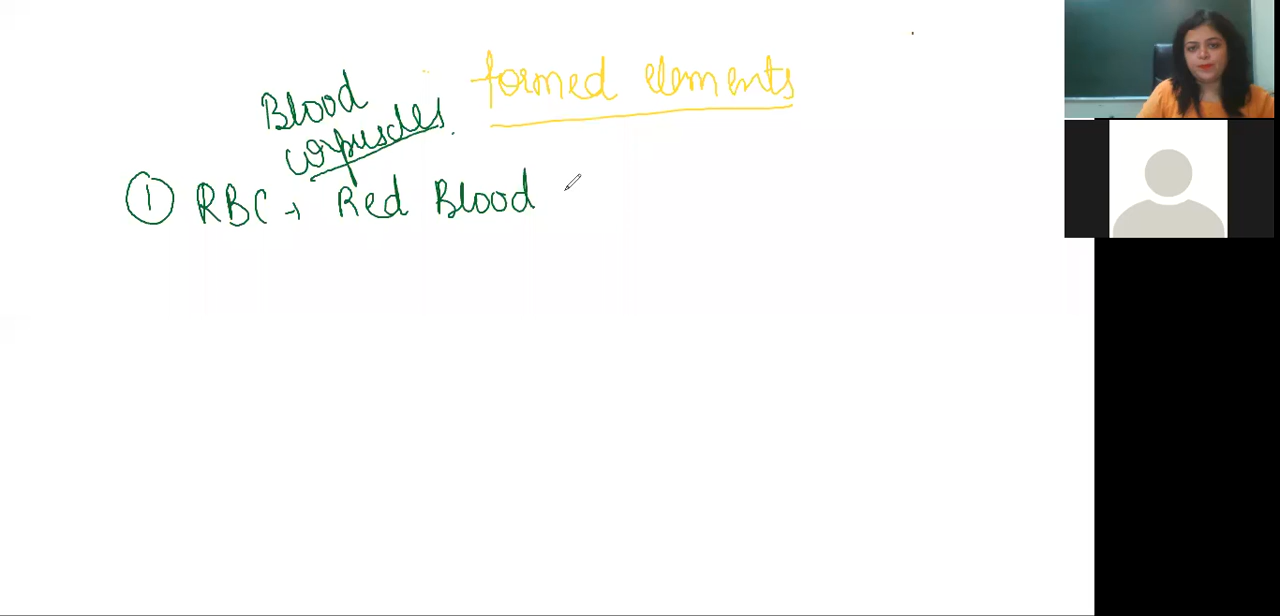 formed elements
Blood
corpuscles.
① RBC → Red Blood